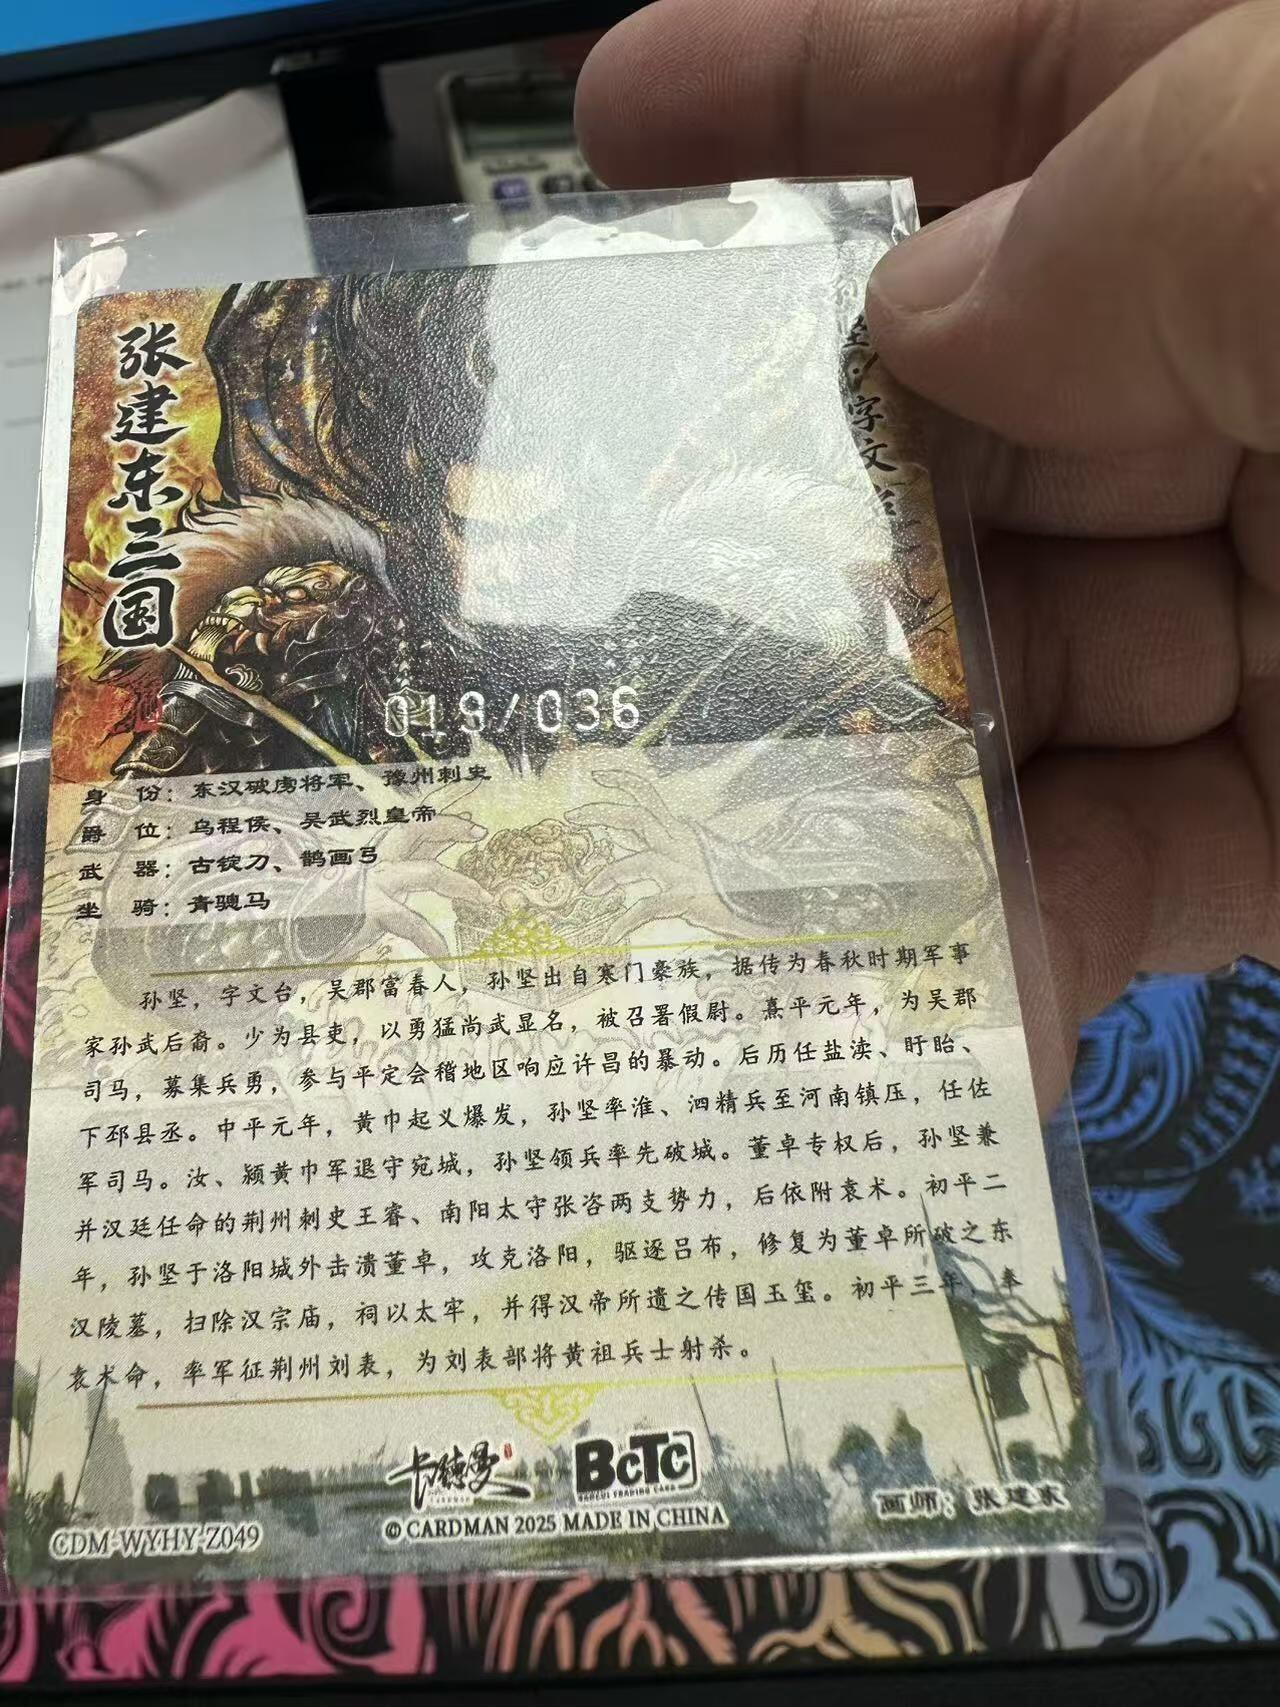 张建东三国
字文
019/036
身 份：东汉破虏将军、豫州刺史
爵 位：乌程侯、吴武烈皇帝
武 器：古锭刀、鹊画弓
坐 骑：青骢马
孙坚，字文台，吴郡富春人，孙坚出自寒门豪族，据传为春秋时期军事
家孙武后裔。少为县吏，以勇猛尚武显名，被召署假尉。熹平元年，为吴郡
司马，募集兵勇，参与平定会稽地区响应许昌的暴动。后历任盐渎、盱眙、
下邳县丞。中平元年，黄巾起义爆发，孙坚率淮、泗精兵至河南镇压，任佐
军司马。汝、颍黄巾军退守宛城，孙坚领兵率先破城。董卓专权后，孙坚兼
并汉廷任命的荆州刺史王睿、南阳太守张咨两支势力，后依附袁术。初平二
年，孙坚于洛阳城外击溃董卓，攻克洛阳，驱逐吕布，修复为董卓所破之东
汉陵墓，扫除汉宗庙，祠以太牢，并得汉帝所遗之传国玉玺。初平三年，奉
袁术命，率军征荆州刘表，为刘表部将黄祖兵士射杀。
卡德曼
BCTC
© CARDMAN 2025 MADE IN CHINA
画师：张建东
CDM-WYHY-Z049